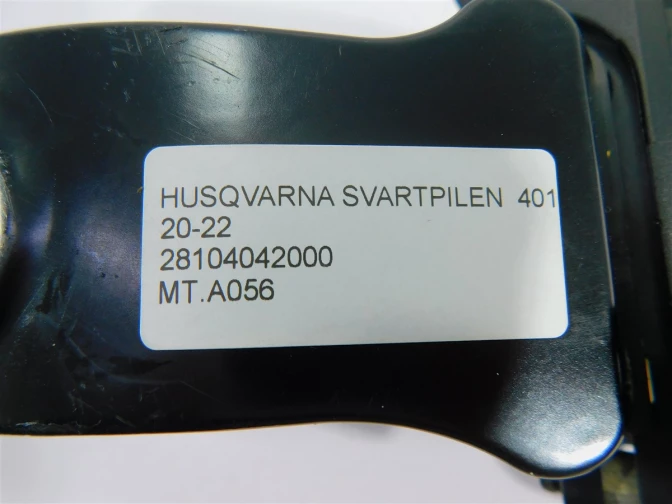 HUSQVARNA SVARTPILEN 401
20-22
28104042000
MT.A056